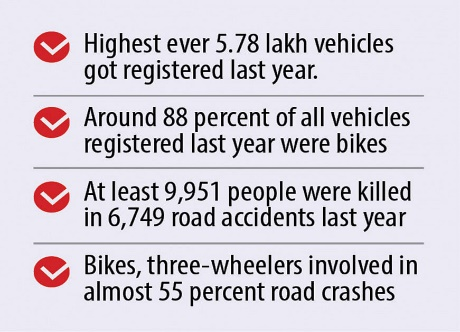 Highest ever 5.78 lakh vehicles
got registered last year.
Around 88 percent of all vehicles
registered last year were bikes
At least 9,951 people were killed
in 6,749 road accidents last year
Bikes, three-wheelers involved in
almost 55 percent road crashes